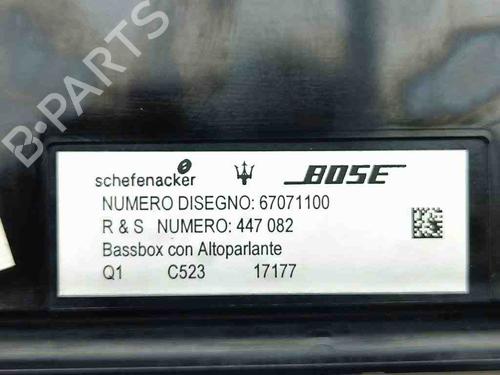 B-PARTS
schefenacker BOSE
NUMERO DISEGNO: 67071100
R & S NUMERO: 447 082
Bassbox con Altoparlante
Q1 C523 17177